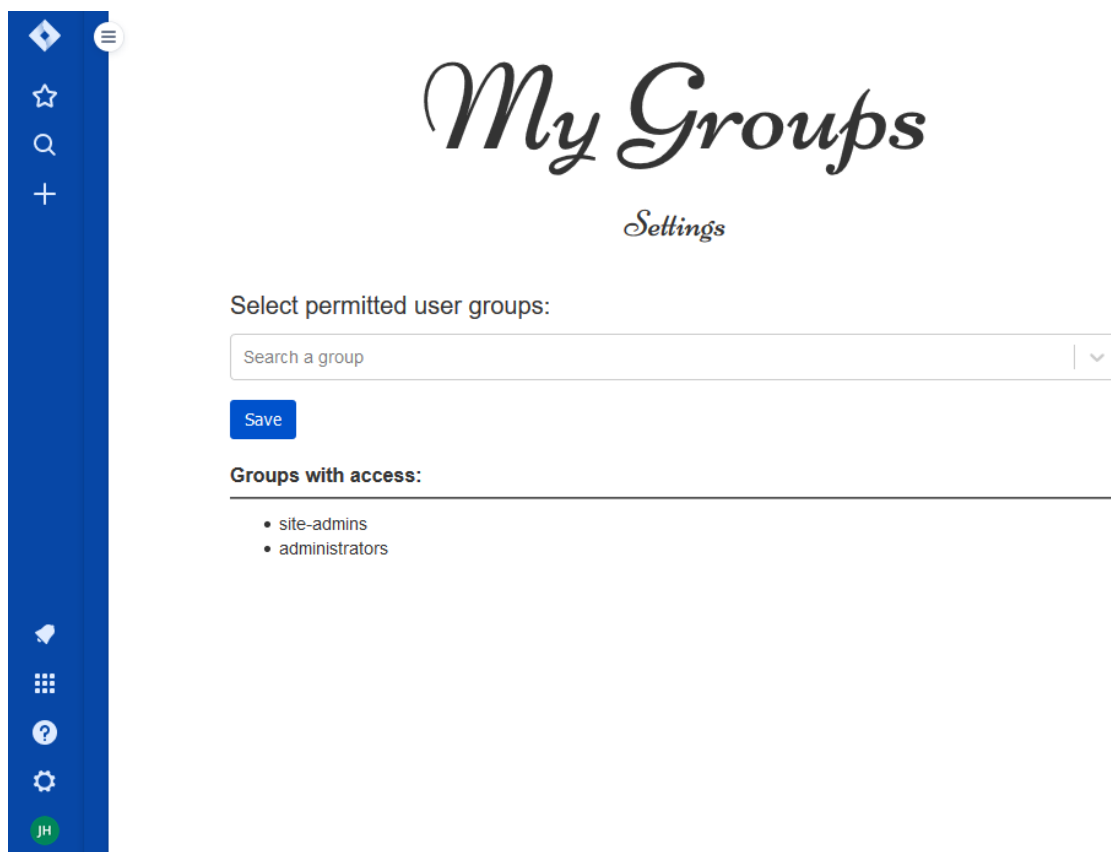 My Groups
Settings
Select permitted user groups:
Search a group
Save
Groups with access:
site-admins
administrators
?
JH